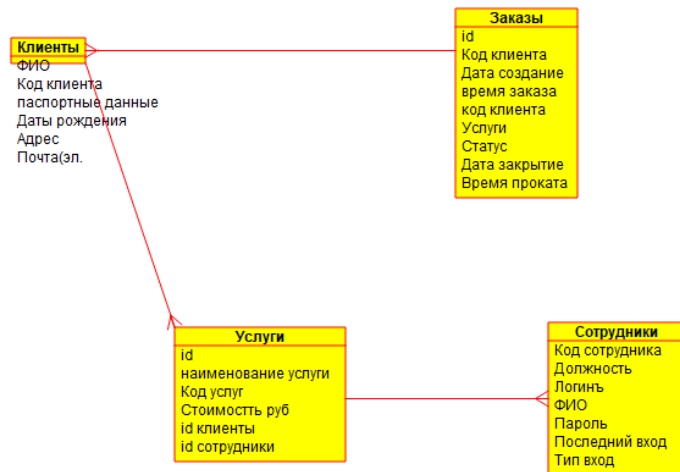 Клиенты
ФИО
Код клиента
паспортные данные
Даты рождения
Адрес
Почта(эл.
Заказы
id
Код клиента
Дата создание
время заказа
код клиента
Услуги
Статус
Дата закрытие
Время проката
Услуги
id
наименование услуги
Код услуг
Стоимостть руб
id клиенты
id сотрудники
Сотрудники
Код сотрудника
Должность
Логинъ
ФИО
Пароль
Последний вход
Тип вход